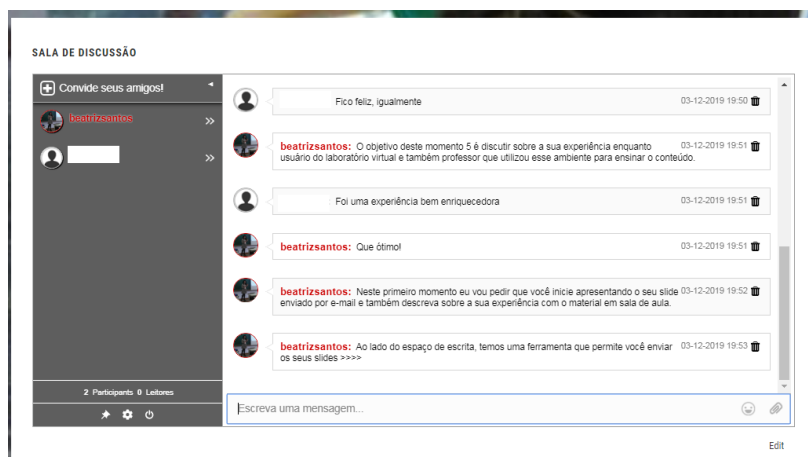 SALA DE DISCUSSÃO
Convide seus amigos!
beatrizsantos
2 Participants 0 Leitores
Fico feliz, igualmente 03-12-2019 19:50
beatrizsantos: O objetivo deste momento 5 é discutir sobre a sua experiência enquanto 03-12-2019 19:51
usuário do laboratório virtual e também professor que utilizou esse ambiente para ensinar o conteúdo.
Foi uma experiência bem enriquecedora 03-12-2019 19:51
beatrizsantos: Que ótimo! 03-12-2019 19:51
beatrizsantos: Neste primeiro momento eu vou pedir que você inicie apresentando o seu slide 03-12-2019 19:52
enviado por e-mail e também descreva sobre a sua experiência com o material em sala de aula.
beatrizsantos: Ao lado do espaço de escrita, temos uma ferramenta que permite você enviar 03-12-2019 19:53
os seus slides >>>>
Escreva uma mensagem...
Edit